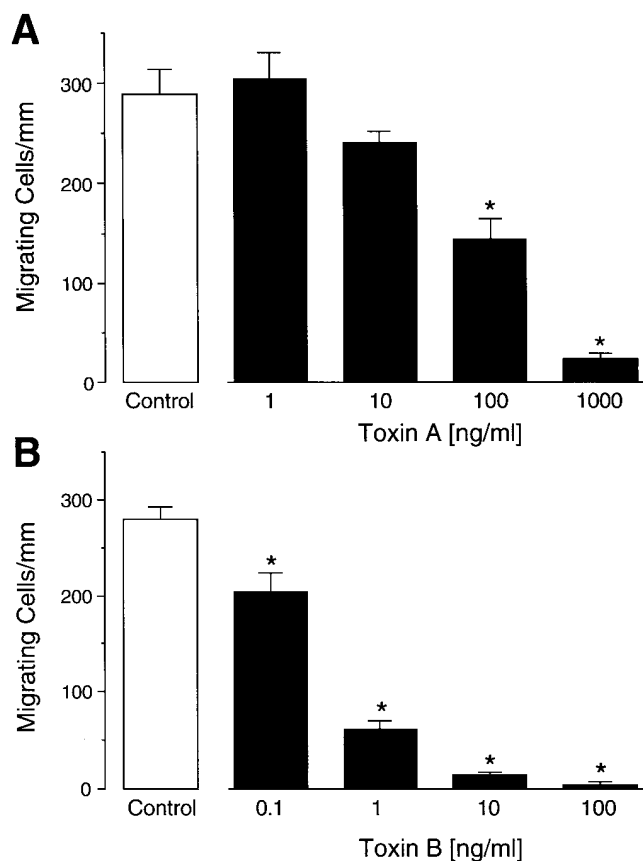 A
Migrating Cells/mm
300
200
100
0
*
*
Control 1 10 100 1000
Toxin A [ng/ml]
B
Migrating Cells/mm
300
200
100
0
*
*
*
*
Control 0.1 1 10 100
Toxin B [ng/ml]